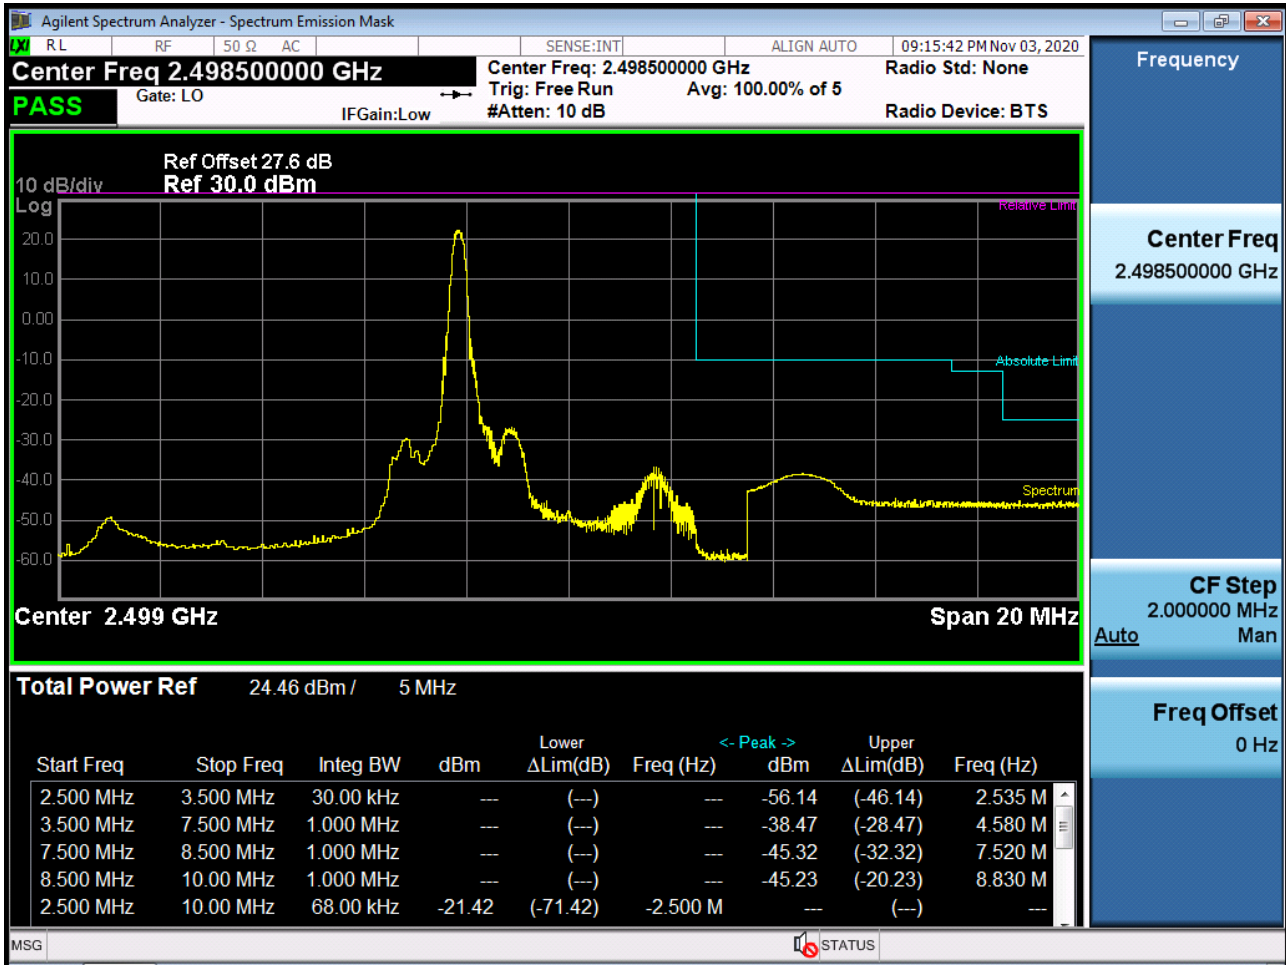 Agilent Spectrum Analyzer - Spectrum Emission Mask
LXI RL RF 50 Ω AC SENSE:INT ALIGN AUTO 09:15:42 PM Nov 03, 2020
Center Freq 2.498500000 GHz
Center Freq: 2.498500000 GHz
Radio Std: None
Gate: LO
Trig: Free Run
Avg: 100.00% of 5
PASS
IFGain:Low
#Atten: 10 dB
Radio Device: BTS
Ref Offset 27.6 dB
10 dB/div Ref 30.0 dBm
Log
Relative Limit
20.0
10.0
0.00
-10.0
Absolute Limit
-20.0
-30.0
-40.0
Spectrum
-50.0
-60.0
Center 2.499 GHz
Span 20 MHz
Total Power Ref 24.46 dBm / 5 MHz
Lower <- Peak -> Upper
Start Freq Stop Freq Integ BW dBm ΔLim(dB) Freq (Hz) dBm ΔLim(dB) Freq (Hz)
2.500 MHz 3.500 MHz 30.00 kHz --- (---) --- -56.14 (-46.14) 2.535 M
3.500 MHz 7.500 MHz 1.000 MHz --- (---) --- -38.47 (-28.47) 4.580 M
7.500 MHz 8.500 MHz 1.000 MHz --- (---) --- -45.32 (-32.32) 7.520 M
8.500 MHz 10.00 MHz 1.000 MHz --- (---) --- -45.23 (-20.23) 8.830 M
2.500 MHz 10.00 MHz 68.00 kHz -21.42 (-71.42) -2.500 M --- (---) ---
MSG STATUS
Frequency
Center Freq
2.498500000 GHz
CF Step
2.000000 MHz
Auto Man
Freq Offset
0 Hz